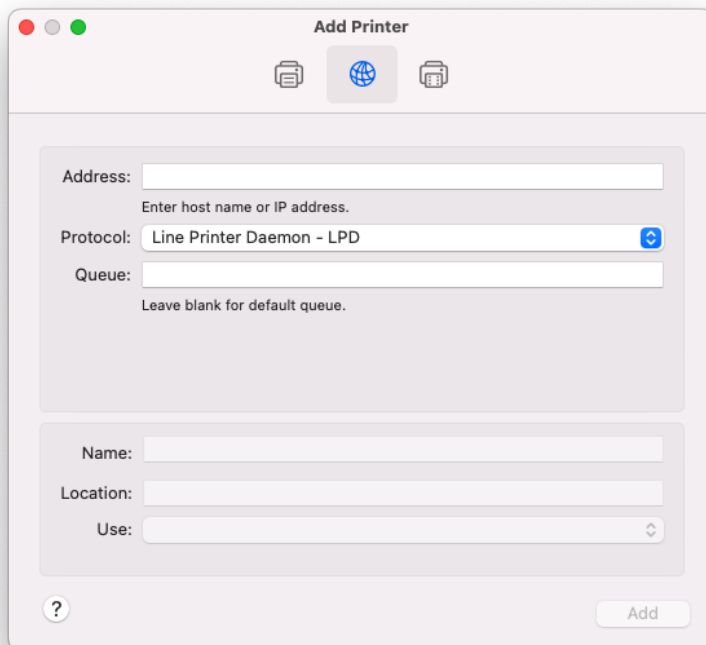 Add Printer
Address:
Enter host name or IP address.
Protocol: Line Printer Daemon - LPD
Queue:
Leave blank for default queue.
Name:
Location:
Use:
?
Add